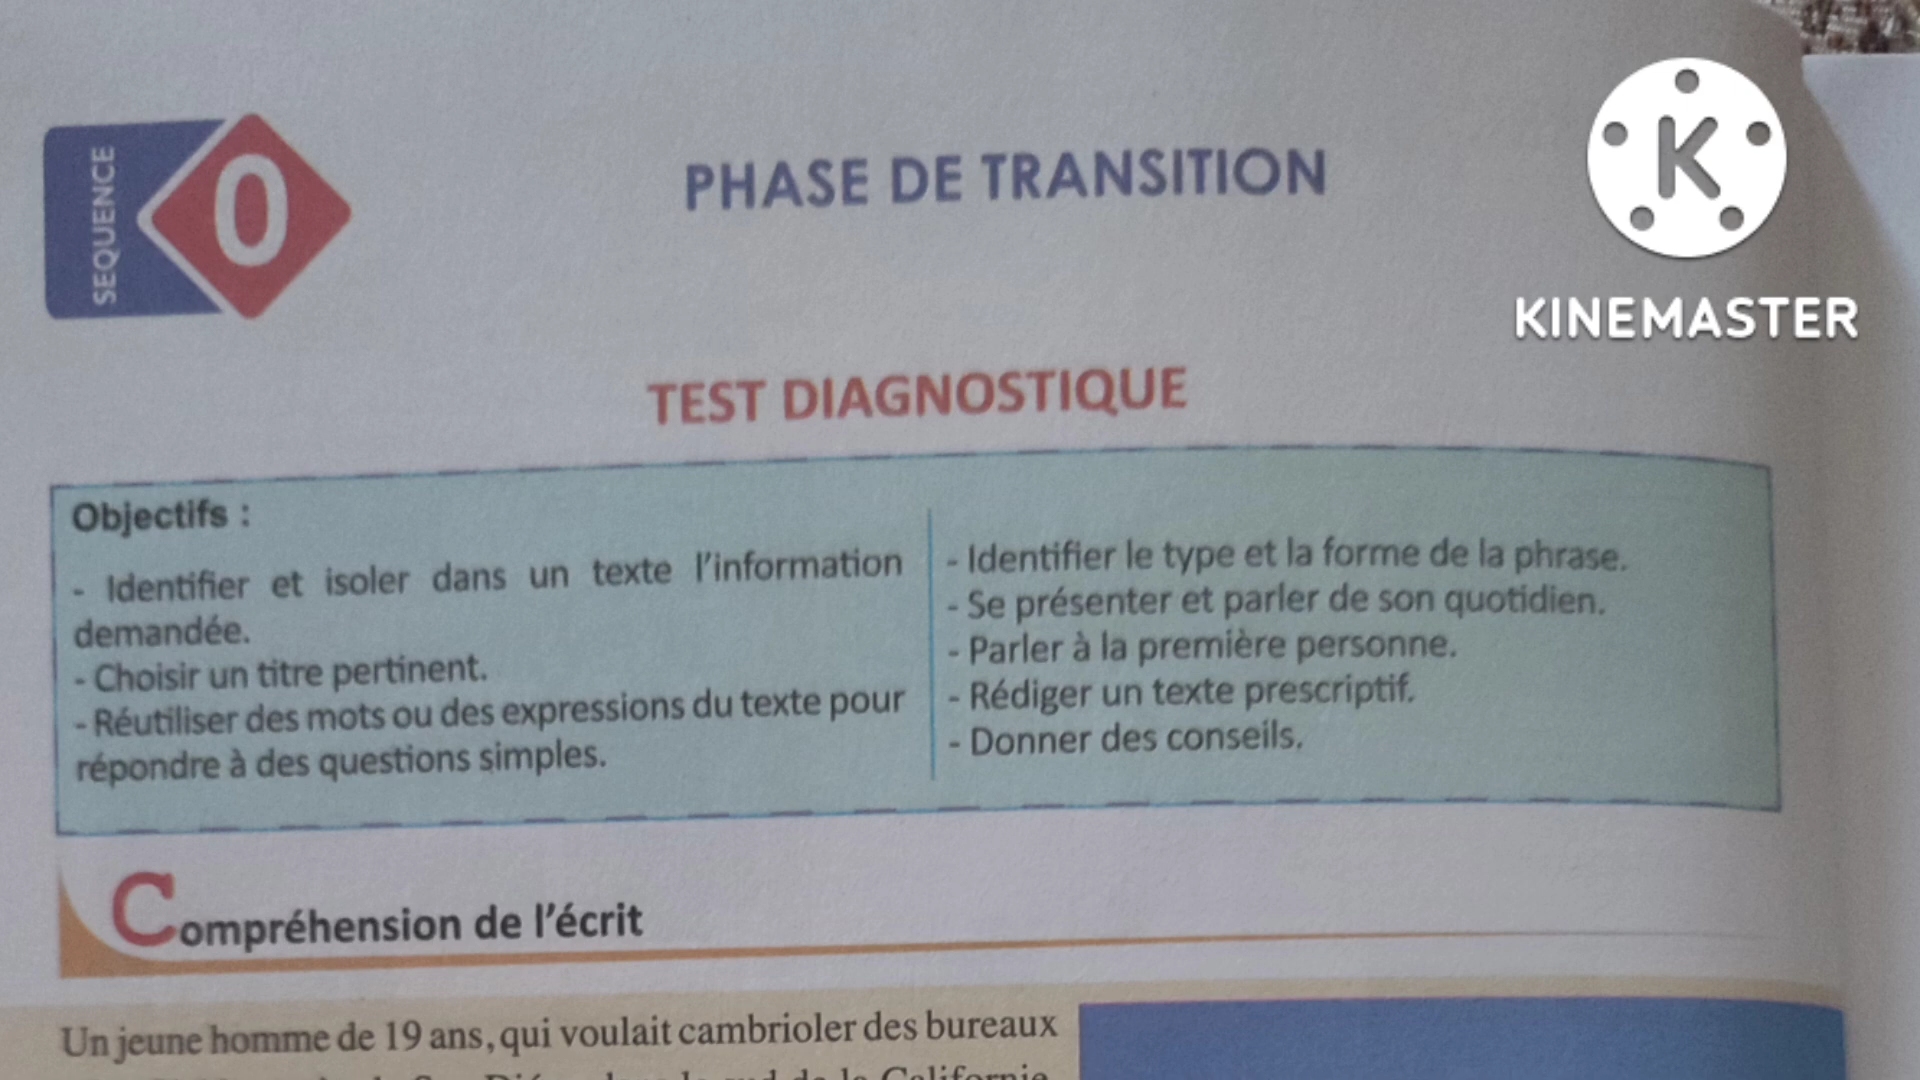 SEQUENCE
0
PHASE DE TRANSITION
K
KINEMASTER
TEST DIAGNOSTIQUE
Objectifs :
- Identifier et isoler dans un texte l'information
demandée.
- Choisir un titre pertinent.
- Réutiliser des mots ou des expressions du texte pour
répondre à des questions simples.
- Identifier le type et la forme de la phrase.
- Se présenter et parler de son quotidien.
- Parler à la première personne.
- Rédiger un texte prescriptif.
- Donner des conseils.
Compréhension de l'écrit
Un jeune homme de 19 ans, qui voulait cambrioler des bureaux
de la Californie